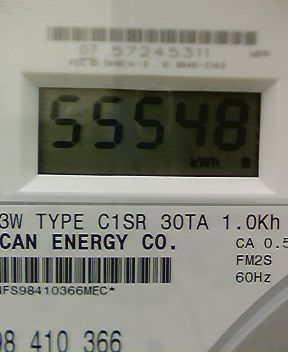 07 57245311
55548
kWh
3W TYPE C1SR 30TA 1.0Kh
CAN ENERGY CO.
CA 0.5
FM2S
60Hz
NFS98410366MEC*
98 410 366